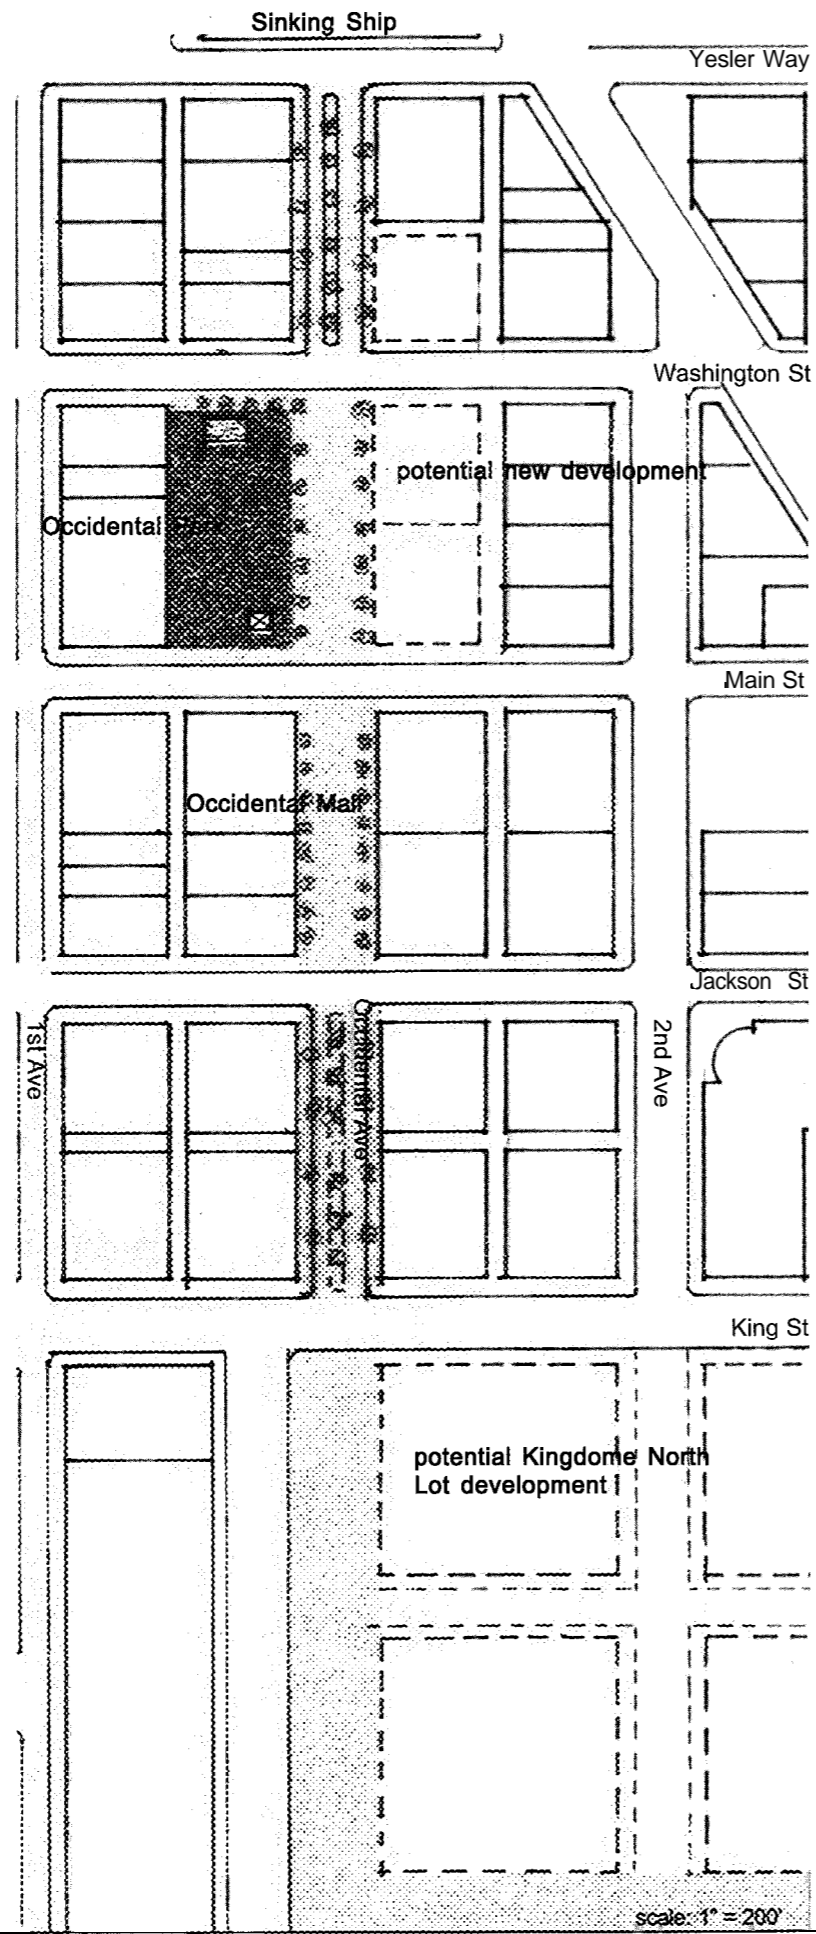 Sinking Ship
Yesler Way
Washington St
potential new development
Occidental
Main St
Occidental Mall
Jackson St
1st Ave
Occidental Ave
2nd Ave
King St
potential Kingdome North
Lot development
scale: 1" = 200'